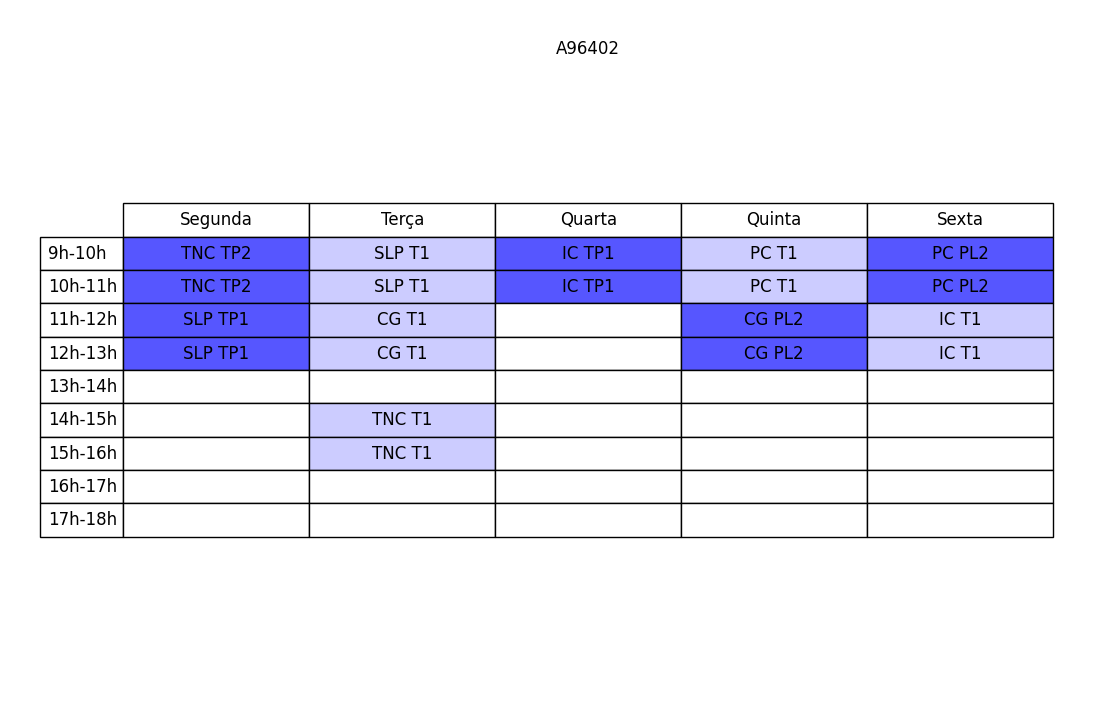 A96402
Segunda Terça Quarta Quinta Sexta
9h-10h TNC TP2 SLP T1 IC TP1 PC T1 PC PL2
10h-11h TNC TP2 SLP T1 IC TP1 PC T1 PC PL2
11h-12h SLP TP1 CG T1 CG PL2 IC T1
12h-13h SLP TP1 CG T1 CG PL2 IC T1
13h-14h
14h-15h TNC T1
15h-16h TNC T1
16h-17h
17h-18h